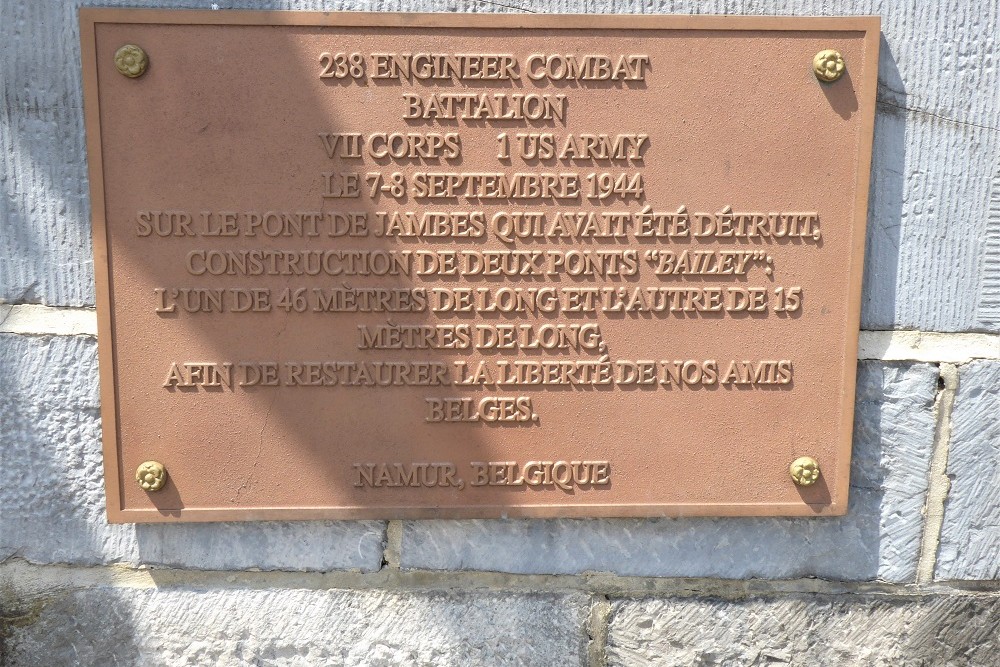 238 ENGINEER COMBAT
BATTALION
VII CORPS 1 US ARMY
LE 7-8 SEPTEMBRE 1944
SUR LE PONT DE JAMBES QUI AVAIT ÉTÉ DÉTRUIT,
CONSTRUCTION DE DEUX PONTS “BAILEY”:
L'UN DE 46 MÈTRES DE LONG ET L'AUTRE DE 15
MÈTRES DE LONG,
AFIN DE RESTAURER LA LIBERTÉ DE NOS AMIS
BELGES.
NAMUR, BELGIQUE